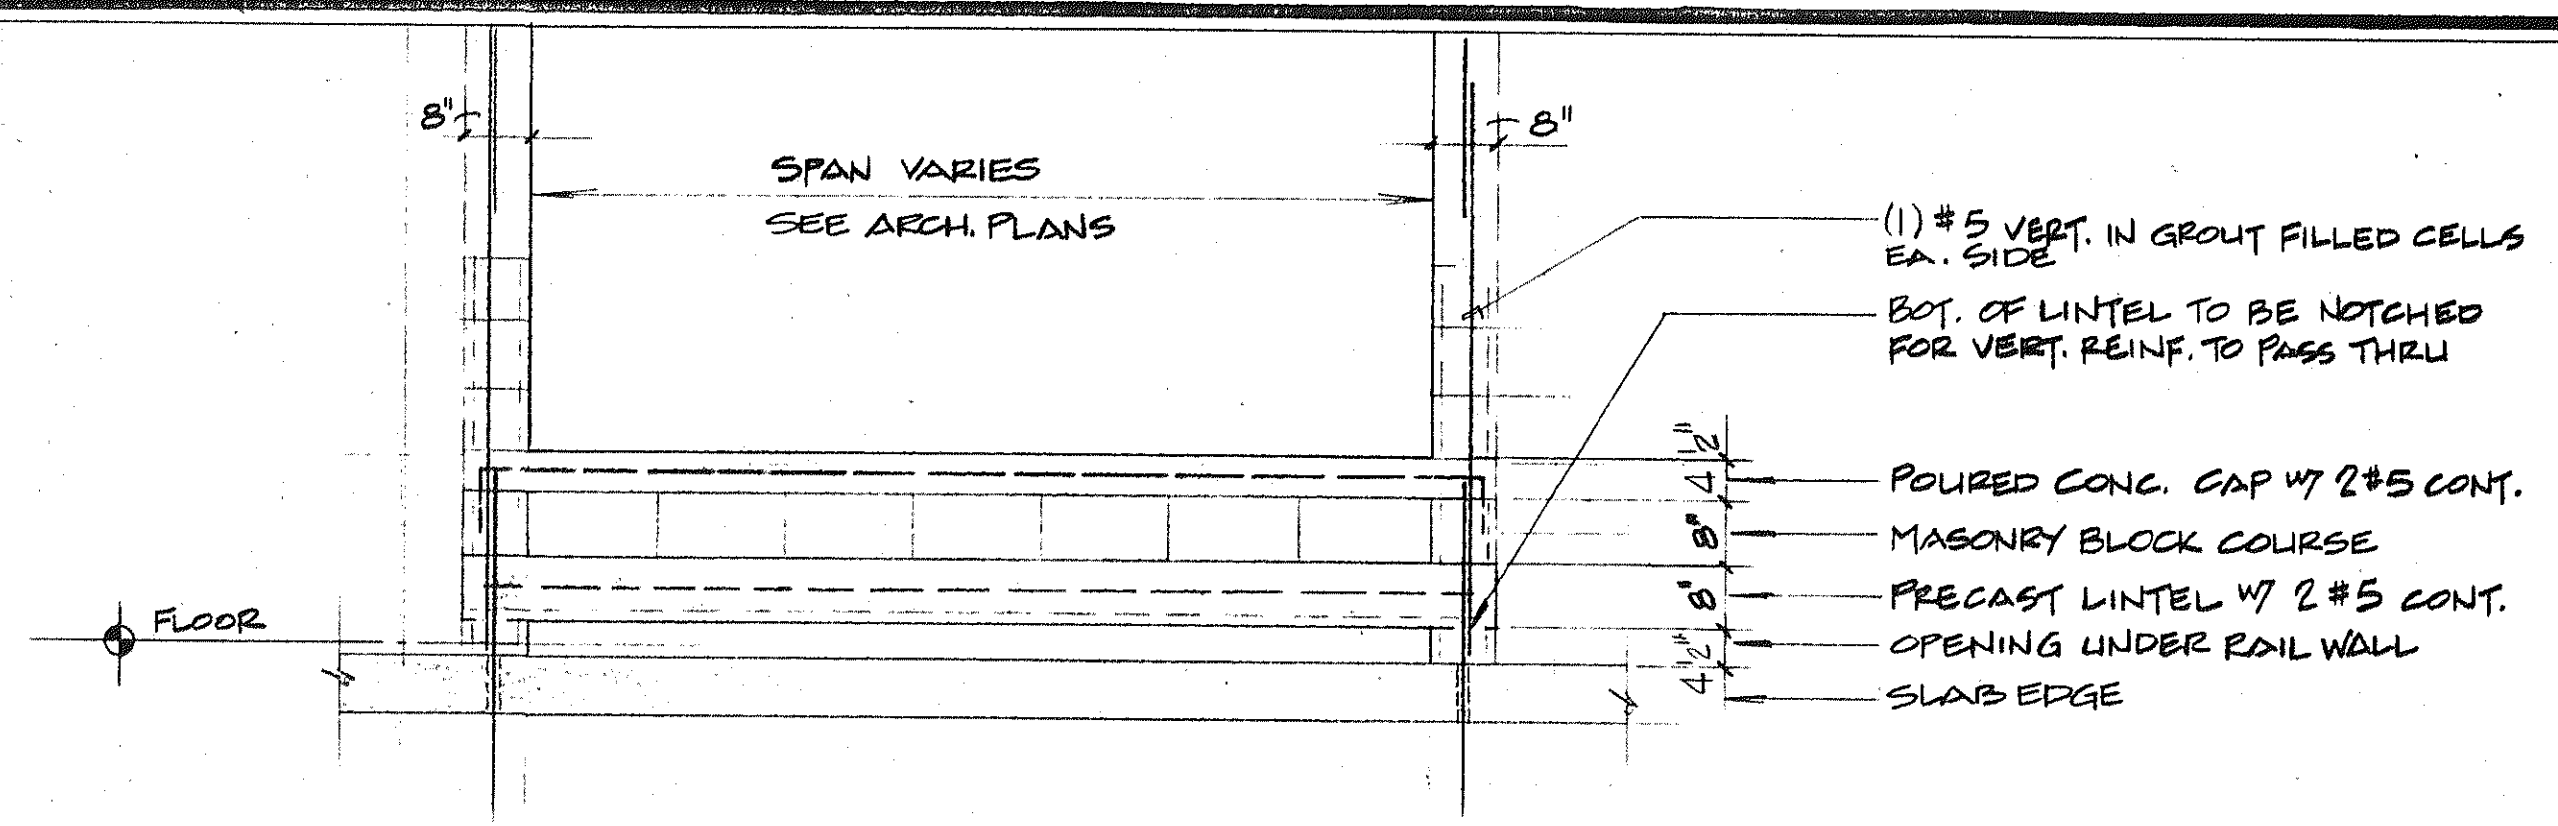 8"
8"
SPAN VARIES
SEE ARCH. PLANS
(1) #5 VERT. IN GROUT FILLED CELLS
EA. SIDE
BOT. OF LINTEL TO BE NOTCHED
FOR VERT. REINF. TO PASS THRU
4 1/2"
POURED CONC. CAP W/ 2#5 CONT.
8"
MASONRY BLOCK COURSE
8"
PRECAST LINTEL W/ 2 #5 CONT.
FLOOR
4 1/2"
OPENING UNDER RAIL WALL
SLAB EDGE